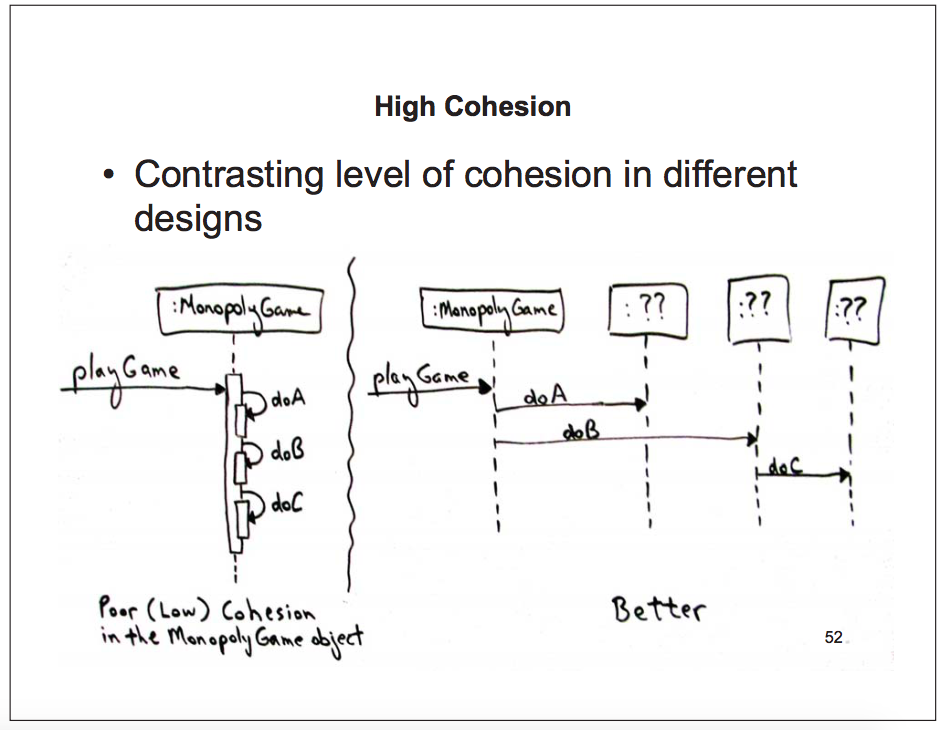 High Cohesion
• Contrasting level of cohesion in different
designs
:MonopolyGame
playGame
doA
doB
doC
Poor (Low) Cohesion
in the MonopolyGame object
:MonopolyGame
: ??
:??
:??
playGame
doA
doB
doC
Better
52